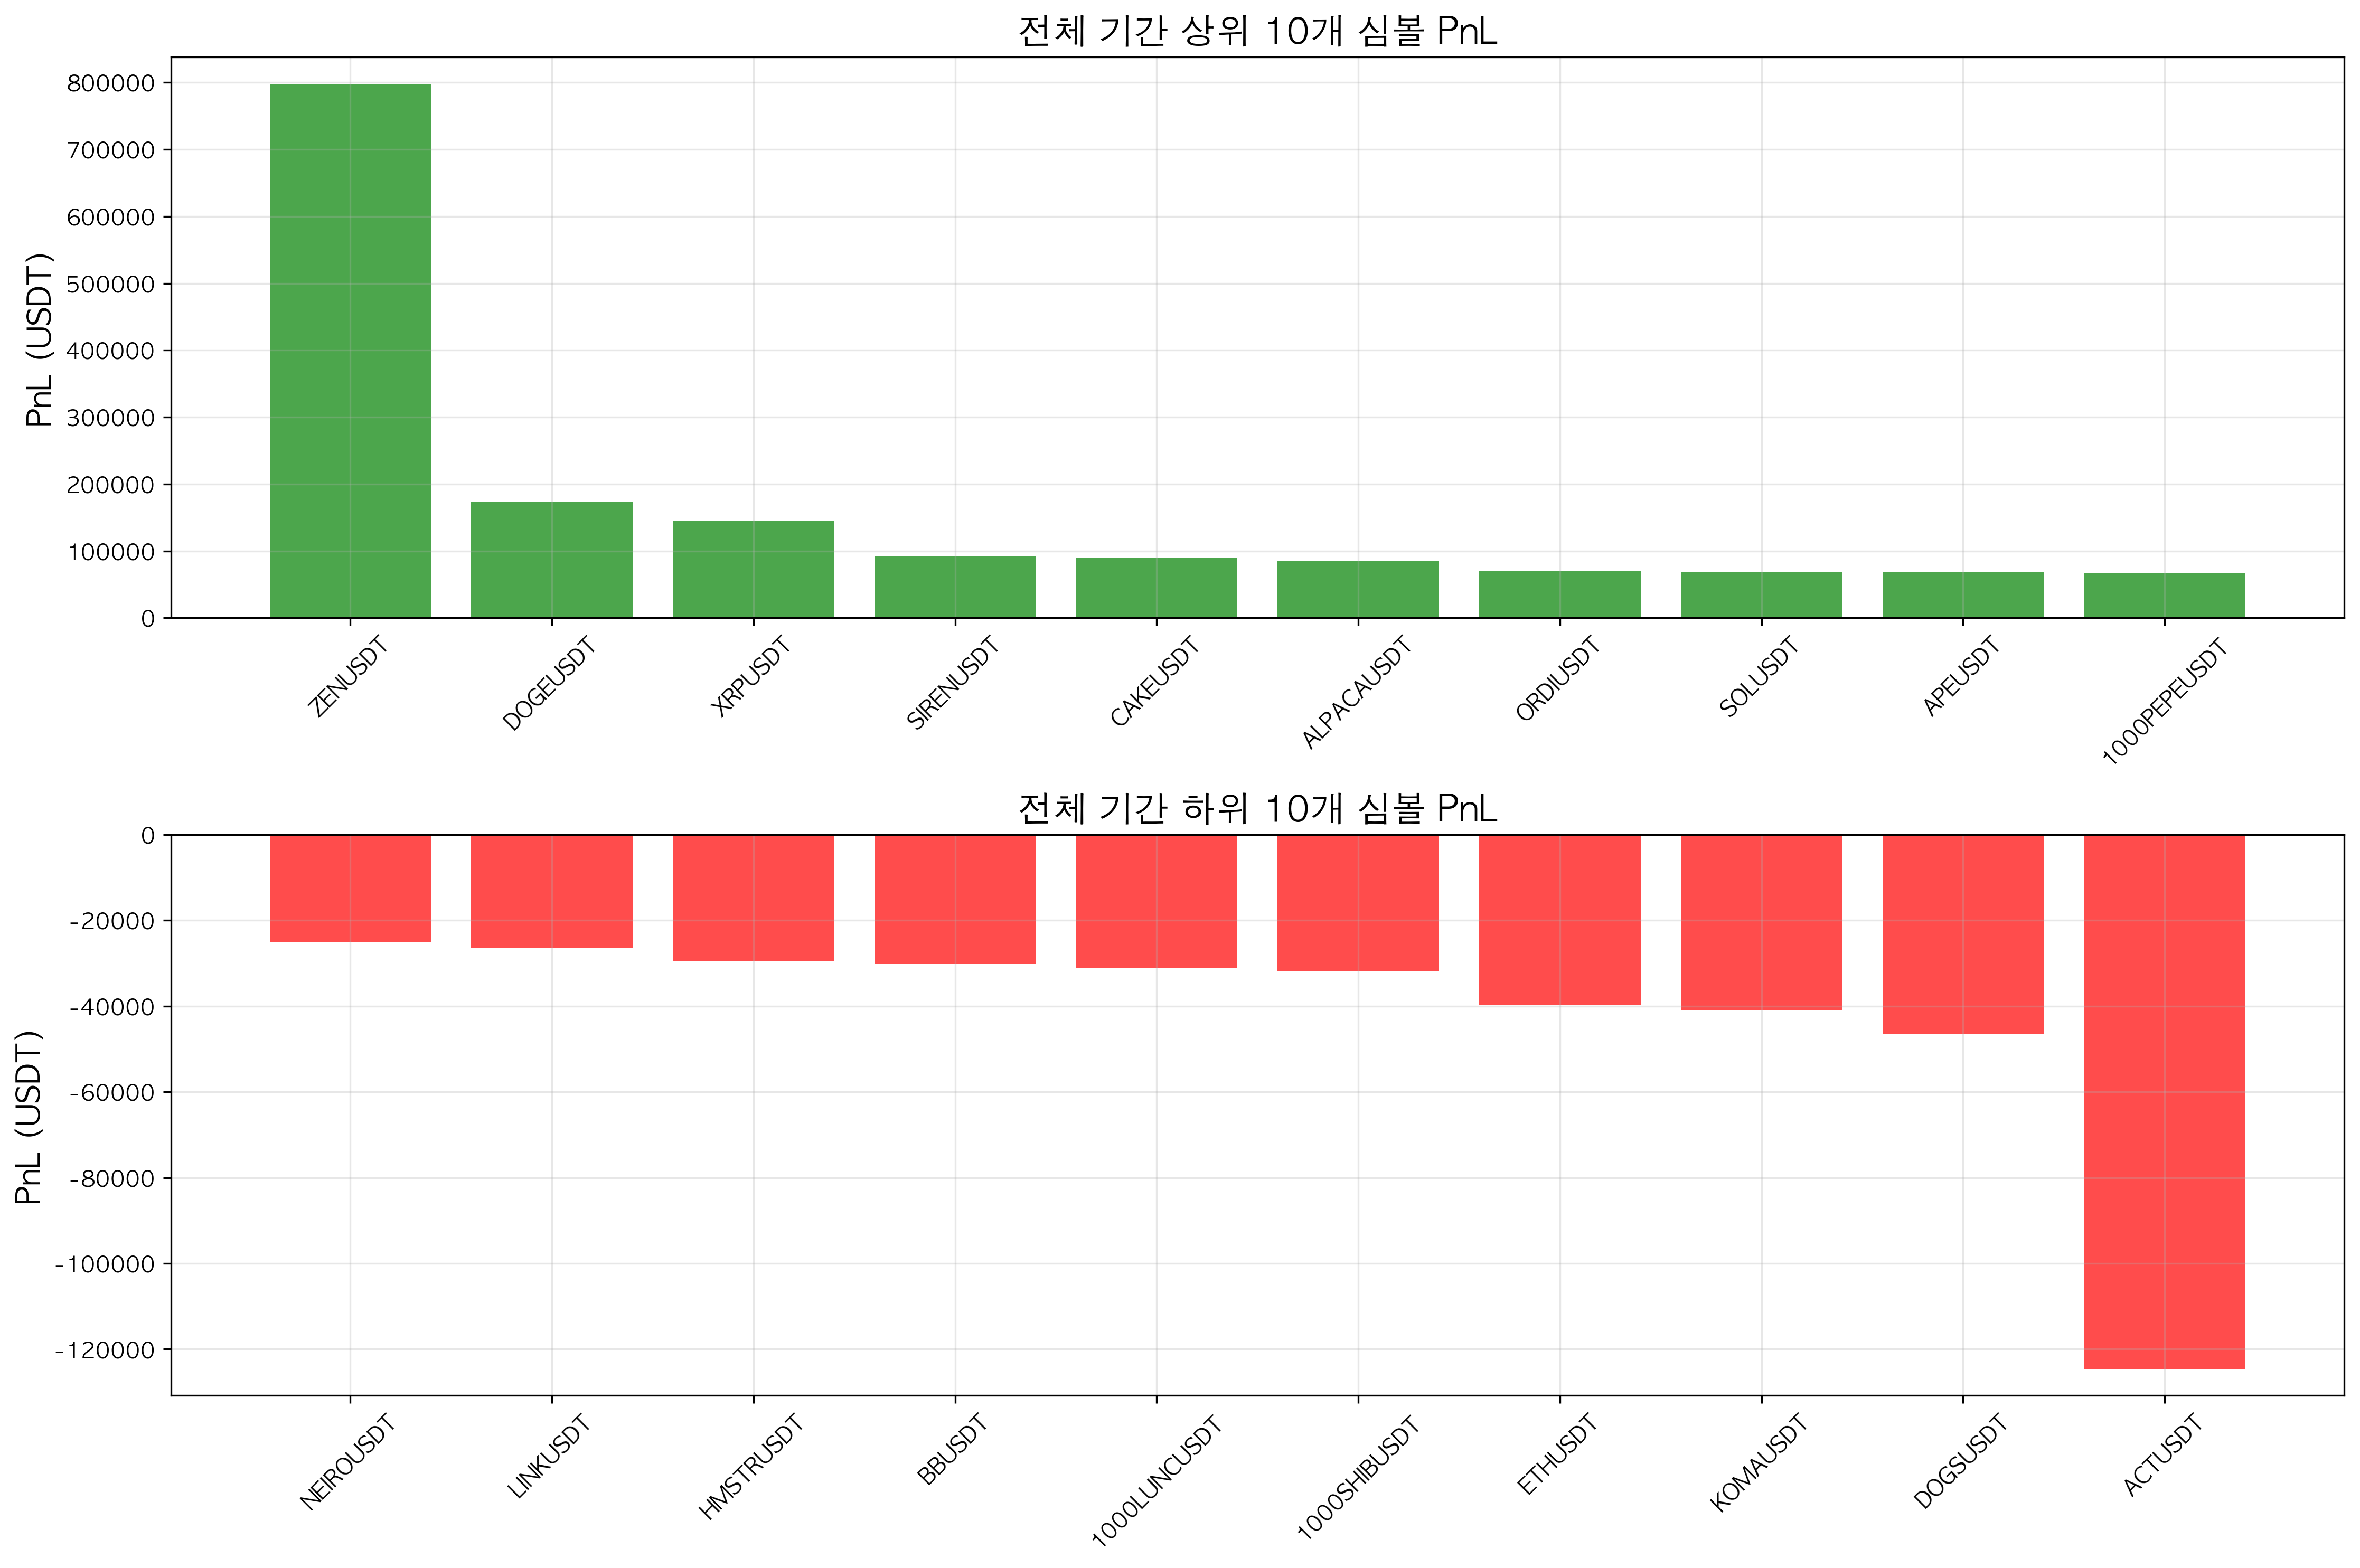 전체 기간 상위 10개 심볼 PnL
PnL (USDT)
800000
700000
600000
500000
400000
300000
200000
100000
0
ZENUSDT
DOGEUSDT
XRPUSDT
SIRENUSDT
CAKEUSDT
ALPACAUSDT
ORDIUSDT
SOLUSDT
APEUSDT
1000PEPEUSDT
전체 기간 하위 10개 심볼 PnL
PnL (USDT)
0
-20000
-40000
-60000
-80000
-100000
-120000
NEIROUSDT
LINKUSDT
HMSTRUSDT
BBUSDT
1000LUNCUSDT
1000SHIBUSDT
ETHUSDT
KOMAUSDT
DOGSUSDT
ACTUSDT